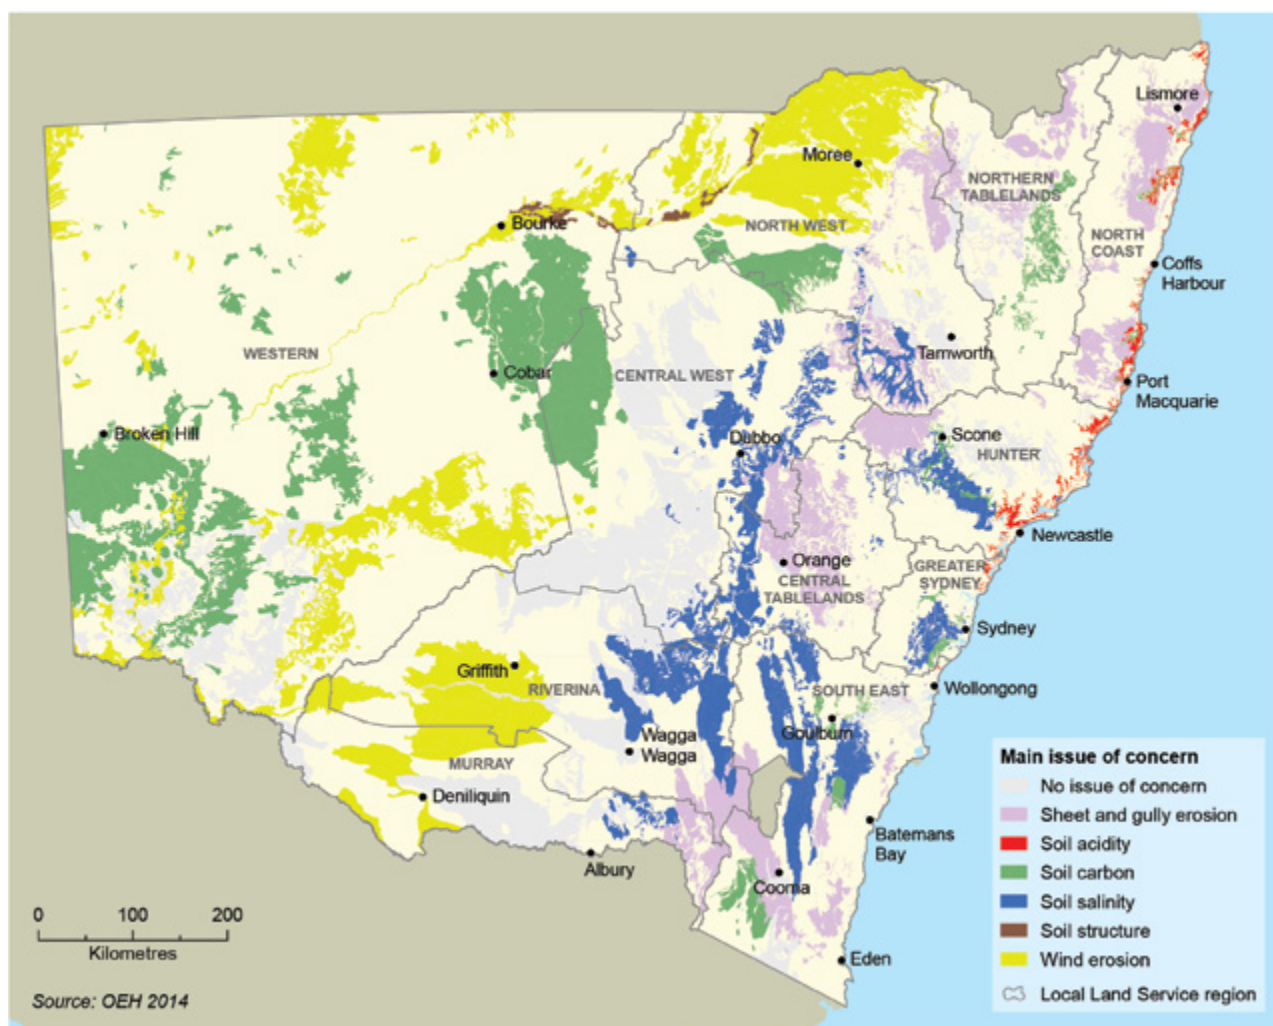 Lismore
Moree
NORTHERN
TABLELANDS
NORTH WEST
Bourke
NORTH
COAST
Coffs
Harbour
WESTERN
Tamworth
Cobar
CENTRAL WEST
Port
Macquarie
Broken Hill
Dubbo
Scone
HUNTER
Newcastle
Orange
GREATER
SYDNEY
CENTRAL
TABLELANDS
Sydney
Griffith
RIVERINA
SOUTH EAST
Wollongong
Goulburn
Wagga
Wagga
MURRAY
Deniliquin
Batemans
Bay
Albury
Cooma
Eden
Main issue of concern
No issue of concern
Sheet and gully erosion
Soil acidity
Soil carbon
Soil salinity
Soil structure
Wind erosion
Local Land Service region
0 100 200
Kilometres
Source: OEH 2014